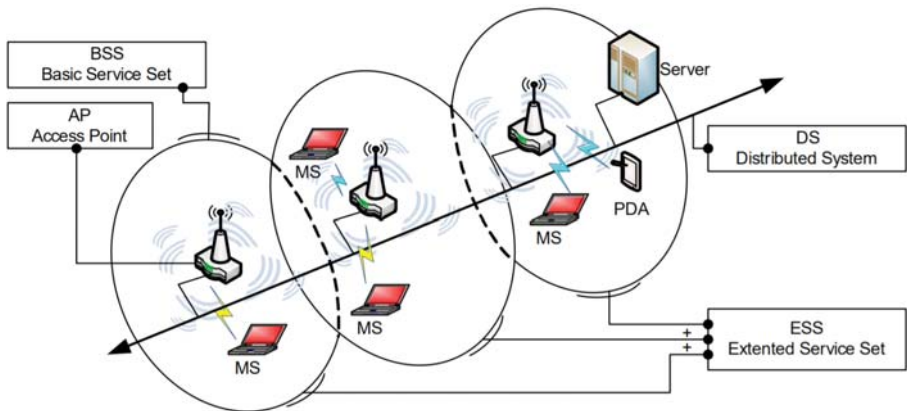 BSS
Basic Service Set
AP
Access Point
Server
DS
Distributed System
MS
MS
PDA
MS
MS
ESS
Extented Service Set
+
+